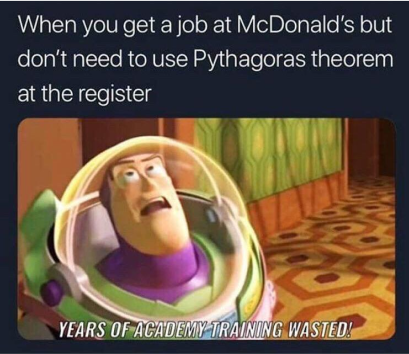 When you get a job at McDonald's but
don't need to use Pythagoras theorem
at the register
YEARS OF ACADEMY TRAINING WASTED!